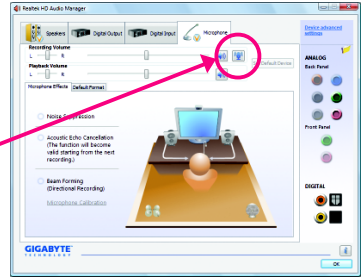 Realtek HD Audio Manager
Speakers
Digital Output
Digital Input
Microphone
Device advanced
settings
Recording Volume
L
R
Set Default Device
Playback Volume
L
R
ANALOG
Back Panel
Microphone Effects
Default Format
Noise Suppression
Acoustic Echo Cancellation
(The function will become
valid starting from the next
recording.)
Front Panel
Beam Forming
(Directional Recording)
Microphone Calibration
DIGITAL
GIGABYTE
TECHNOLOGY
OK